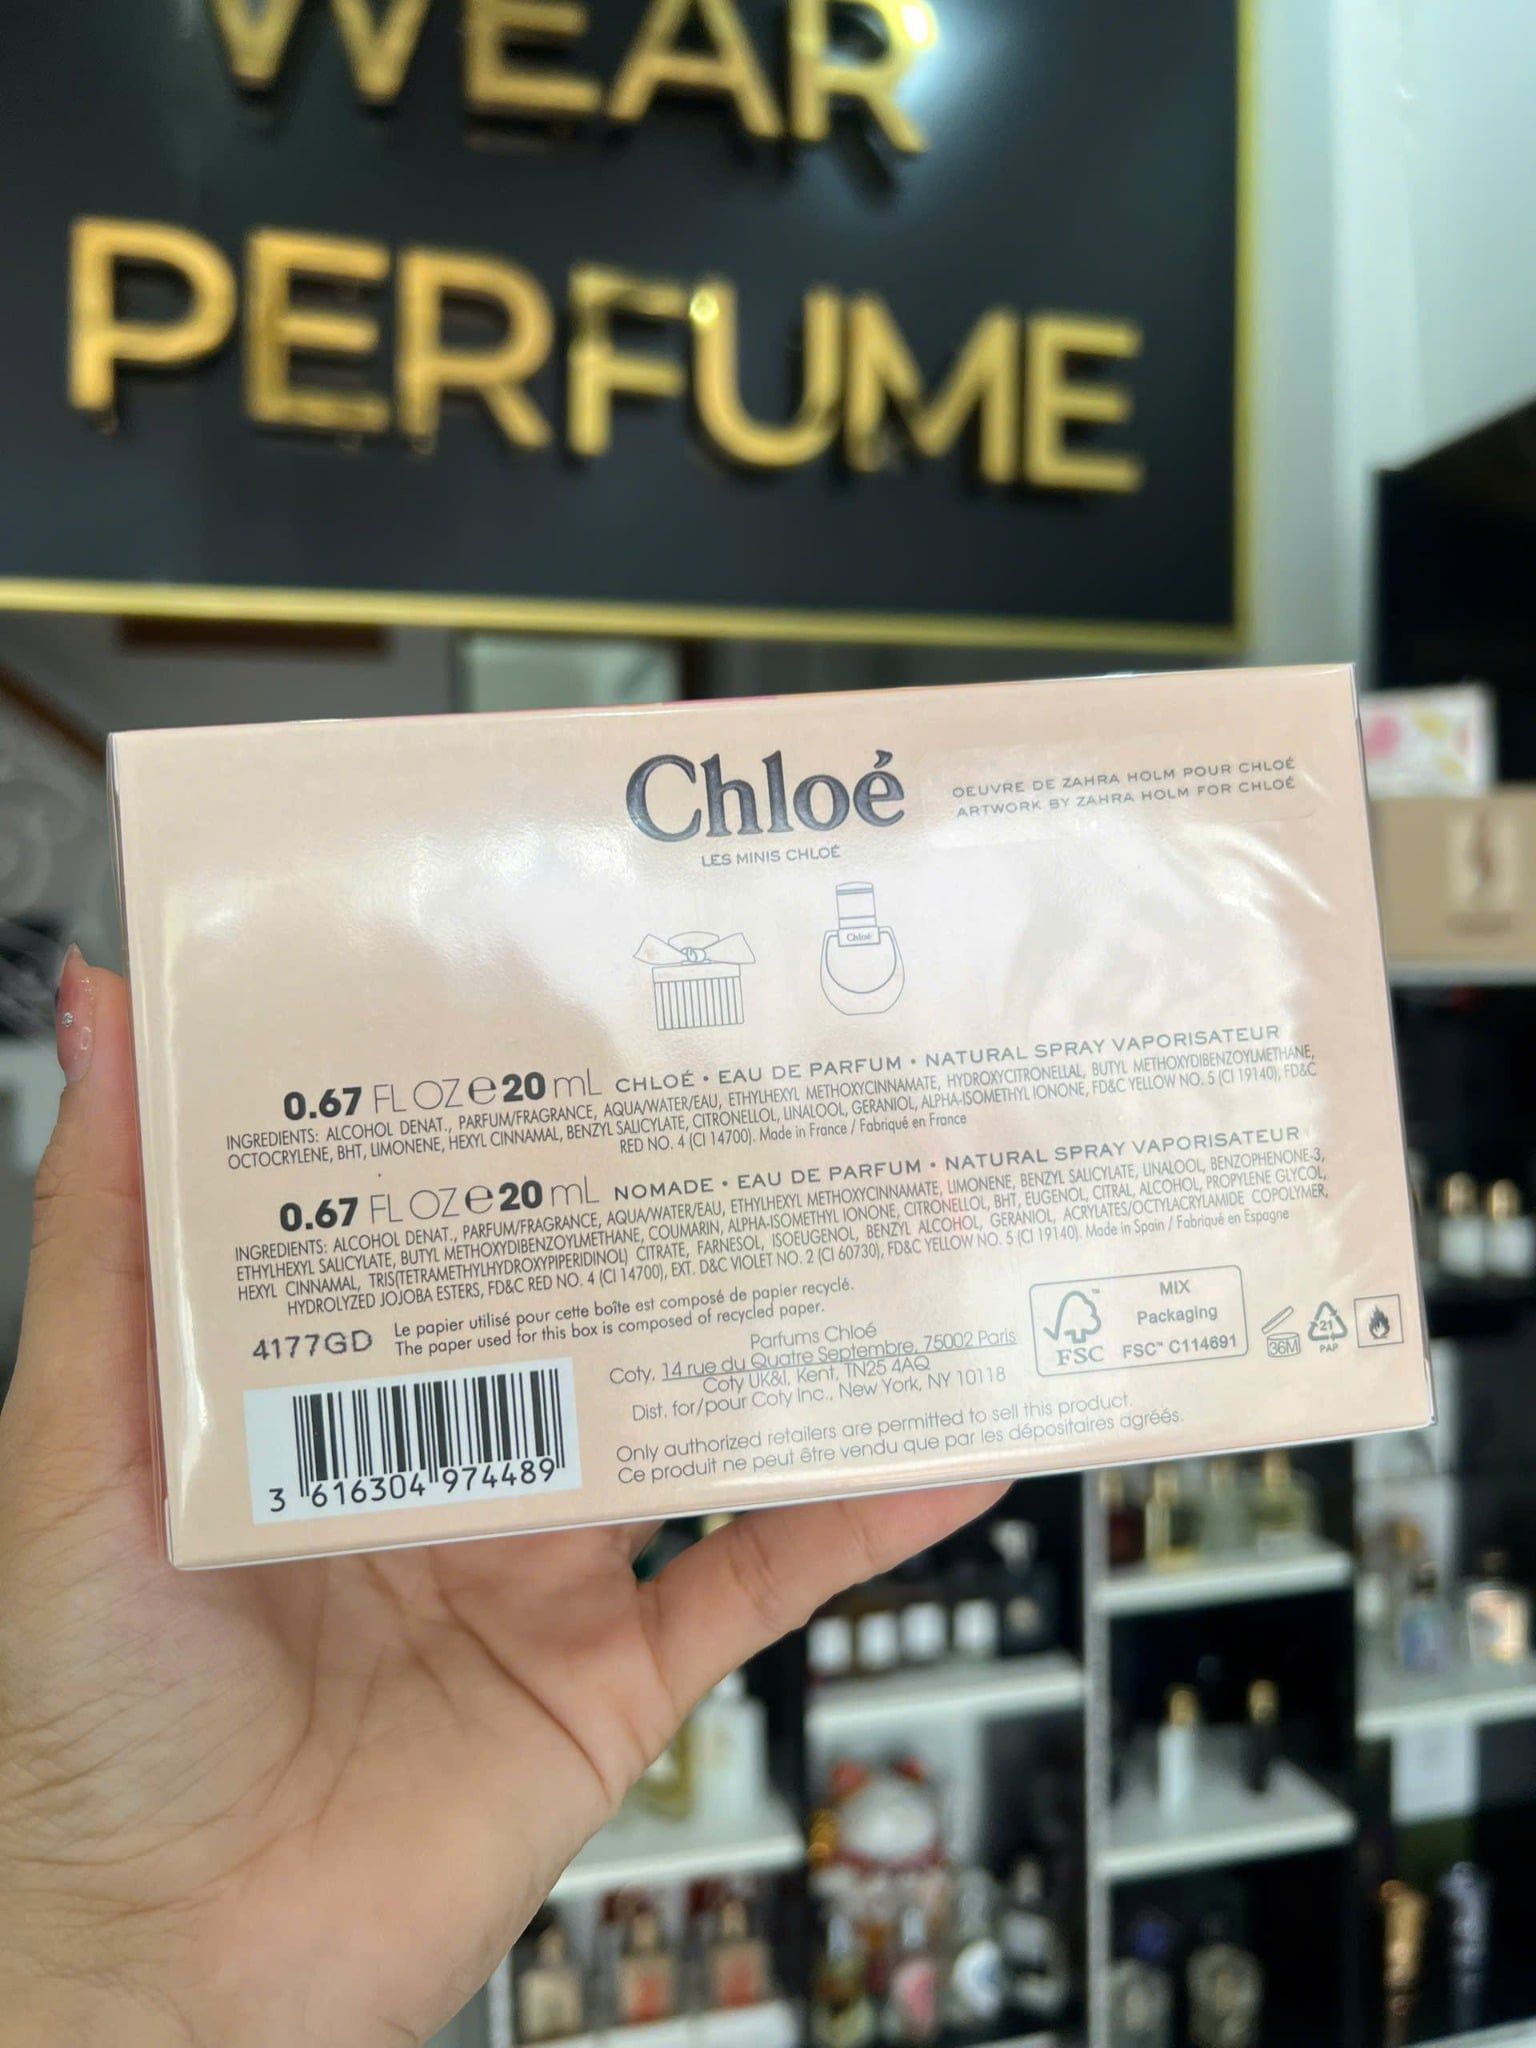 WEAR
PERFUME
Chloé
OEUVRE DE ZAHRA HOLM POUR CHLOÉ
ARTWORK BY ZAHRA HOLM FOR CHLOÉ
LES MINIS CHLOÉ
Chloé
0.67 FL OZ e 20 mL CHLOÉ • EAU DE PARFUM • NATURAL SPRAY VAPORISATEUR
INGREDIENTS: ALCOHOL DENAT., PARFUM/FRAGRANCE, AQUA/WATER/EAU, ETHYLHEXYL METHOXYCINNAMATE, HYDROXYCITRONELLAL, BUTYL METHOXYDIBENZOYLMETHANE,
OCTOCRYLENE, BHT, LIMONENE, HEXYL CINNAMAL, BENZYL SALICYLATE, CITRONELLOL, LINALOOL, GERANIOL, ALPHA-ISOMETHYL IONONE, FD&C YELLOW NO. 5 (CI 19140), FD&C
RED NO. 4 (CI 14700). Made in France / Fabriqué en France
0.67 FL OZ e 20 mL NOMADE • EAU DE PARFUM • NATURAL SPRAY VAPORISATEUR
INGREDIENTS: ALCOHOL DENAT., PARFUM/FRAGRANCE, AQUA/WATER/EAU, ETHYLHEXYL METHOXYCINNAMATE, LIMONENE, BENZYL SALICYLATE, LINALOOL, BENZOPHENONE-3,
ETHYLHEXYL SALICYLATE, BUTYL METHOXYDIBENZOYLMETHANE, COUMARIN, ALPHA-ISOMETHYL IONONE, CITRONELLOL, BHT, EUGENOL, CITRAL, ALCOHOL, PROPYLENE GLYCOL,
HEXYL CINNAMAL, TRIS(TETRAMETHYLHYDROXYPIPERIDINOL) CITRATE, FARNESOL, ISOEUGENOL, BENZYL ALCOHOL, GERANIOL, ACRYLATES/OCTYLACRYLAMIDE COPOLYMER,
HYDROLYZED JOJOBA ESTERS, FD&C RED NO. 4 (CI 14700), EXT. D&C VIOLET NO. 2 (CI 60730), FD&C YELLOW NO. 5 (CI 19140). Made in Spain / Fabriqué en Espagne
4177GD
Le papier utilisé pour cette boîte est composé de papier recyclé.
The paper used for this box is composed of recycled paper.
Parfums Chloé
Coty, 14 rue du Quatre Septembre, 75002 Paris
Coty UK&I, Kent, TN25 4AQ
Dist. for/pour Coty Inc., New York, NY 10118
FSC™
MIX
Packaging
FSC™ C114691
36M
21
PAP
Only authorized retailers are permitted to sell this product.
Ce produit ne peut être vendu que par les dépositaires agréés.
3 616304 974489